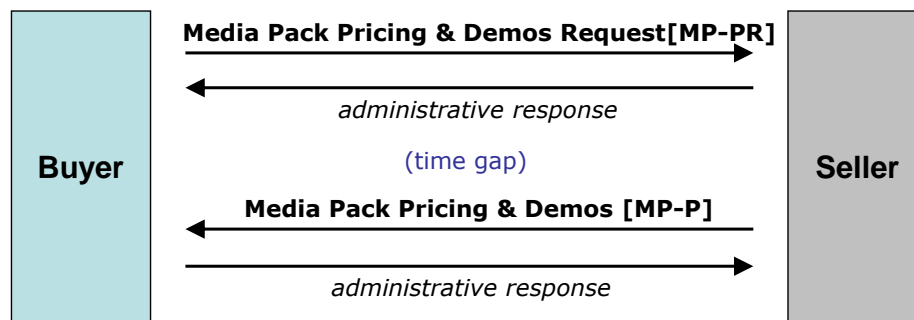 Media Pack Pricing & Demos Request[MP-PR]
administrative response
Buyer
(time gap)
Seller
Media Pack Pricing & Demos [MP-P]
administrative response